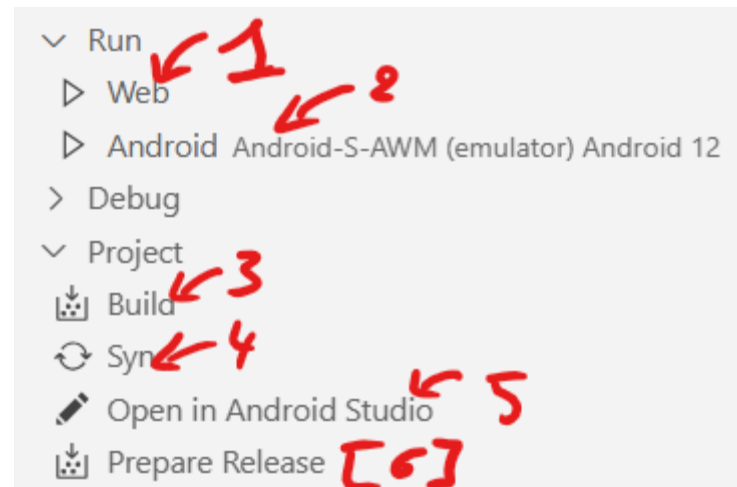 Run 1
Web
2
Android Android-S-AWM (emulator) Android 12
Debug
Project
3
Build
Syn 4
Open in Android Studio 5
Prepare Release [6]